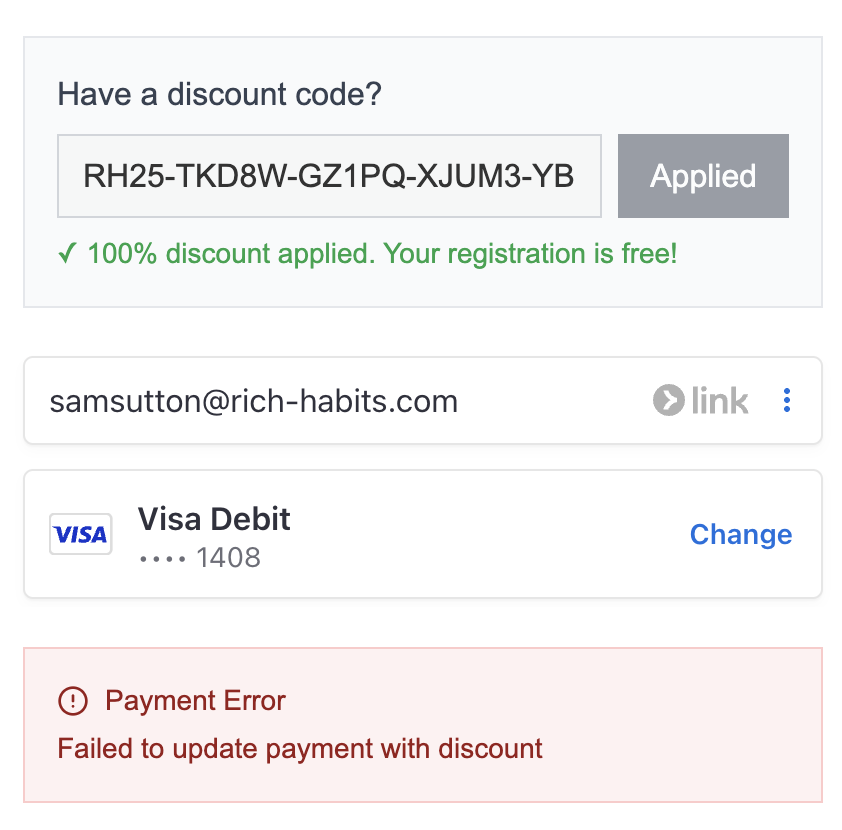 Have a discount code?
RH25-TKD8W-GZ1PQ-XJUM3-YB
Applied
✓ 100% discount applied. Your registration is free!
samsutton@rich-habits.com
link
VISA
Visa Debit
Change
•••• 1408
Payment Error
Failed to update payment with discount